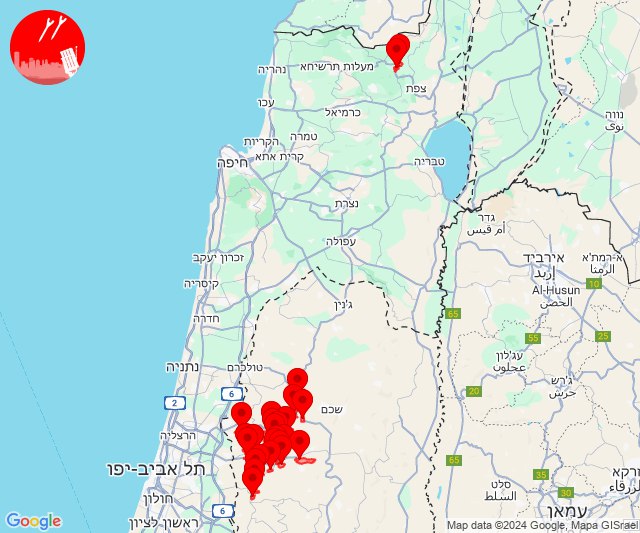 מעלות תרשיחא
נהריה
צפת
עכו
כרמיאל
נווה
نوى
טמרה
הקריות
קרית אתא
חיפה
טבריה
נצרת
גדר
أم قيس
עפולה
זכרון יעקב
אירביד
إربد
א-רמת'א
الرمثا
קיסריה
Al-Husun
الحصن
10
ג'נין
חדרה
65
25
55
עג'לון
عجلون
נתניה
טולכרם
ג'רש
جرش
6
20
2
שכם
הרצליה
65
תל אביב-יפו
סלט
السلط
זרקא
الزرقاء
35
30
חולון
עמאן
6
ראשון לציון
Google
Map data ©2024 Google, Mapa GISrael